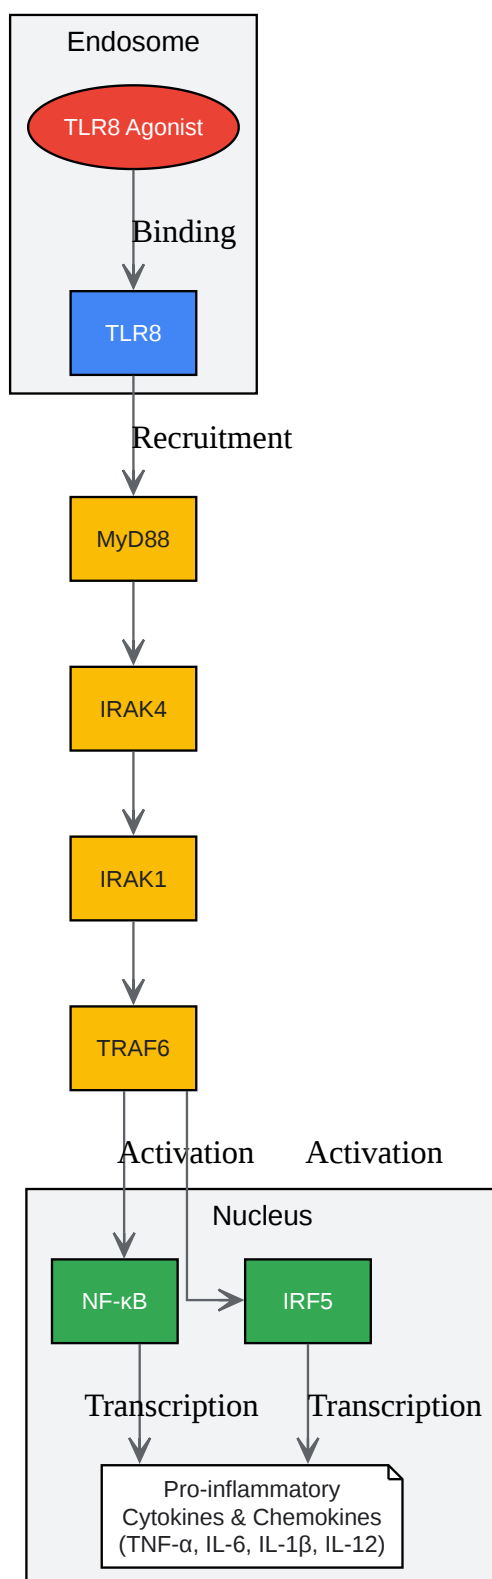 Endosome
TLR8 Agonist
Binding
TLR8
Recruitment
MyD88
IRAK4
IRAK1
TRAF6
Activation
Activation
Nucleus
NF-κB
IRF5
Transcription
Transcription
Pro-inflammatory
Cytokines & Chemokines
(TNF-α, IL-6, IL-1β, IL-12)